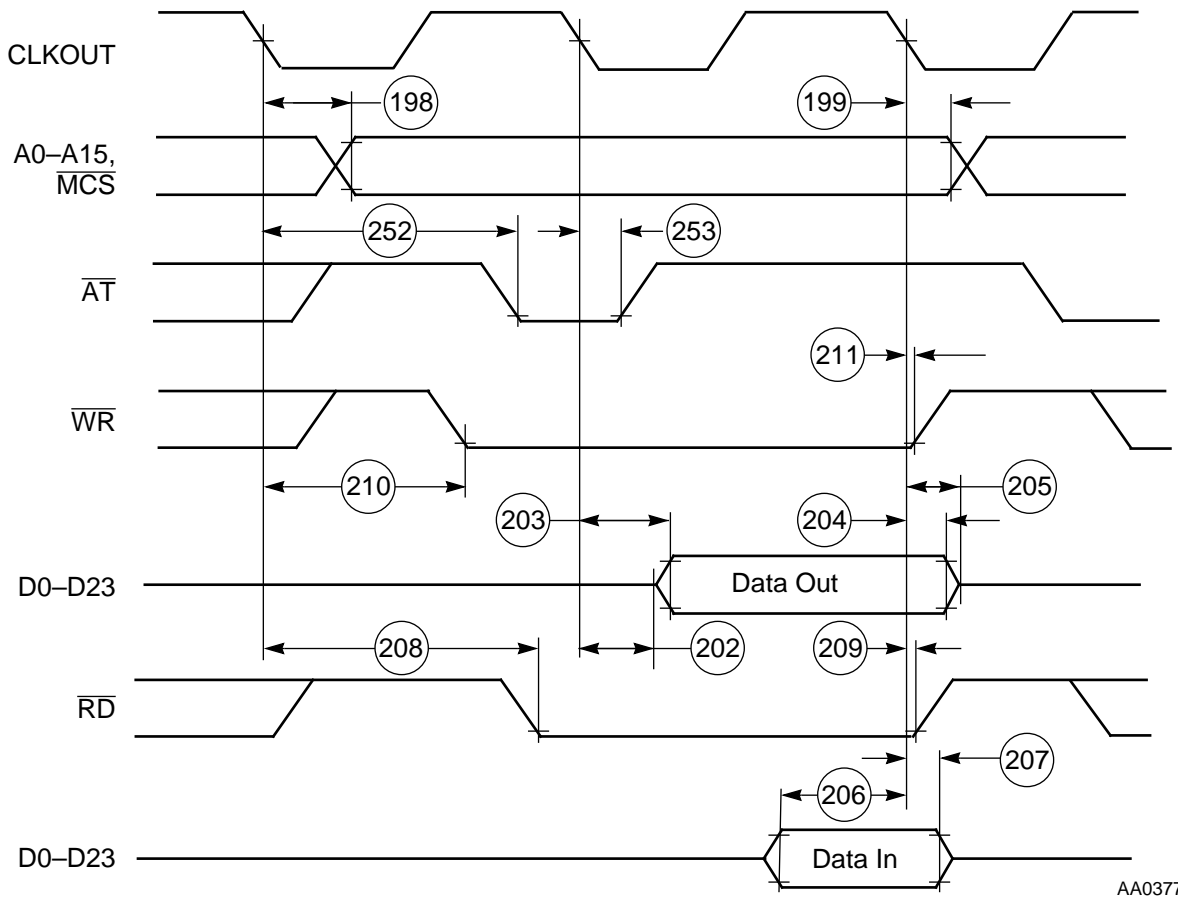 CLKOUT
198
199
A0–A15,
MCS
252
253
AT
211
WR
210
205
203
204
D0–D23
Data Out
208
202
209
RD
207
206
D0–D23
Data In
AA0377